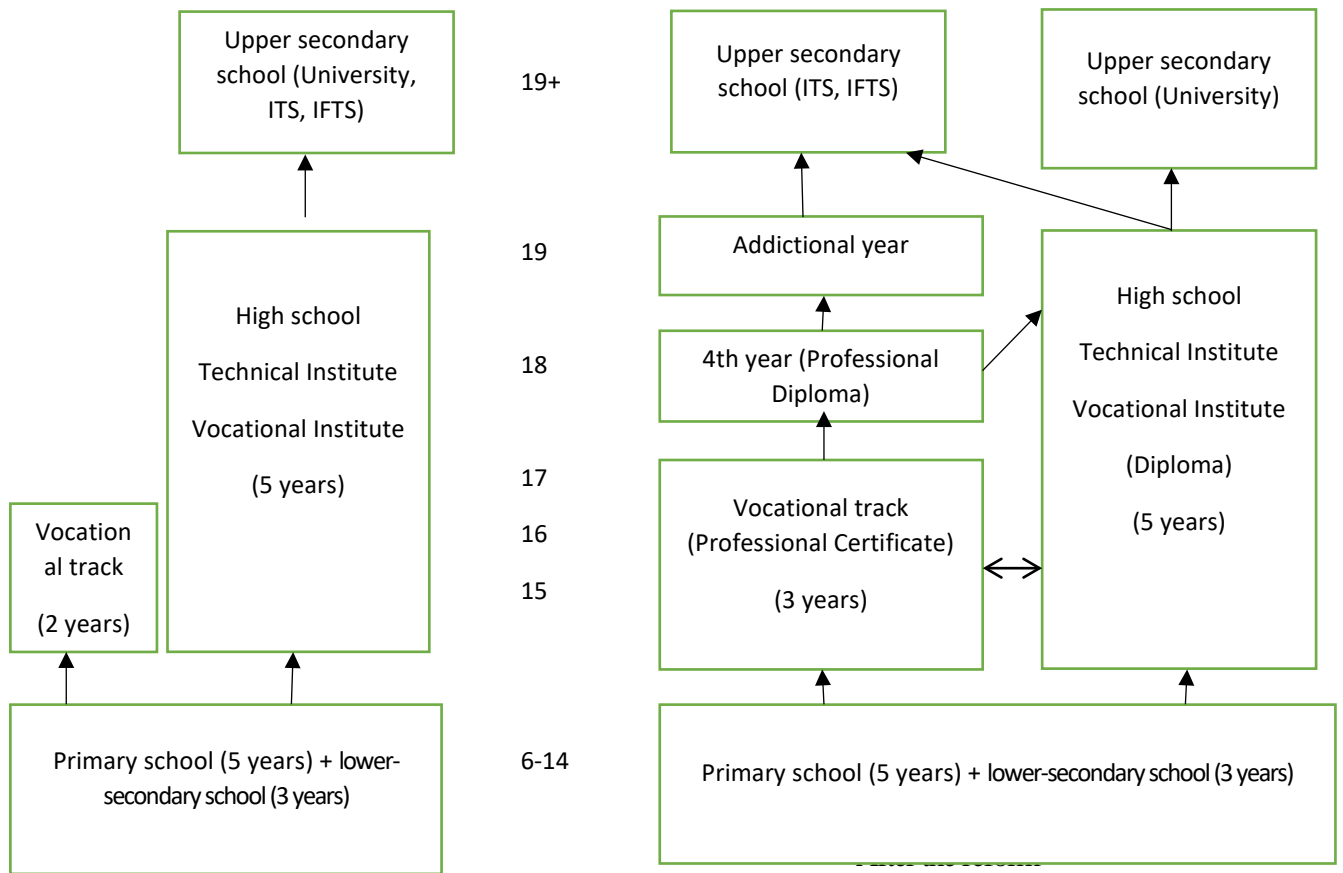 Upper secondary
school (University,
ITS, IFTS)
High school
Technical Institute
Vocational Institute
(5 years)
Vocation
al track
(2 years)
Primary school (5 years) + lower-
secondary school (3 years)
19+
19
18
17
16
15
6-14
Upper secondary
school (ITS, IFTS)
Upper secondary
school (University)
Addictional year
4th year (Professional
Diploma)
Vocational track
(Professional Certificate)
(3 years)
High school
Technical Institute
Vocational Institute
(Diploma)
(5 years)
Primary school (5 years) + lower-secondary school (3 years)
After the reform